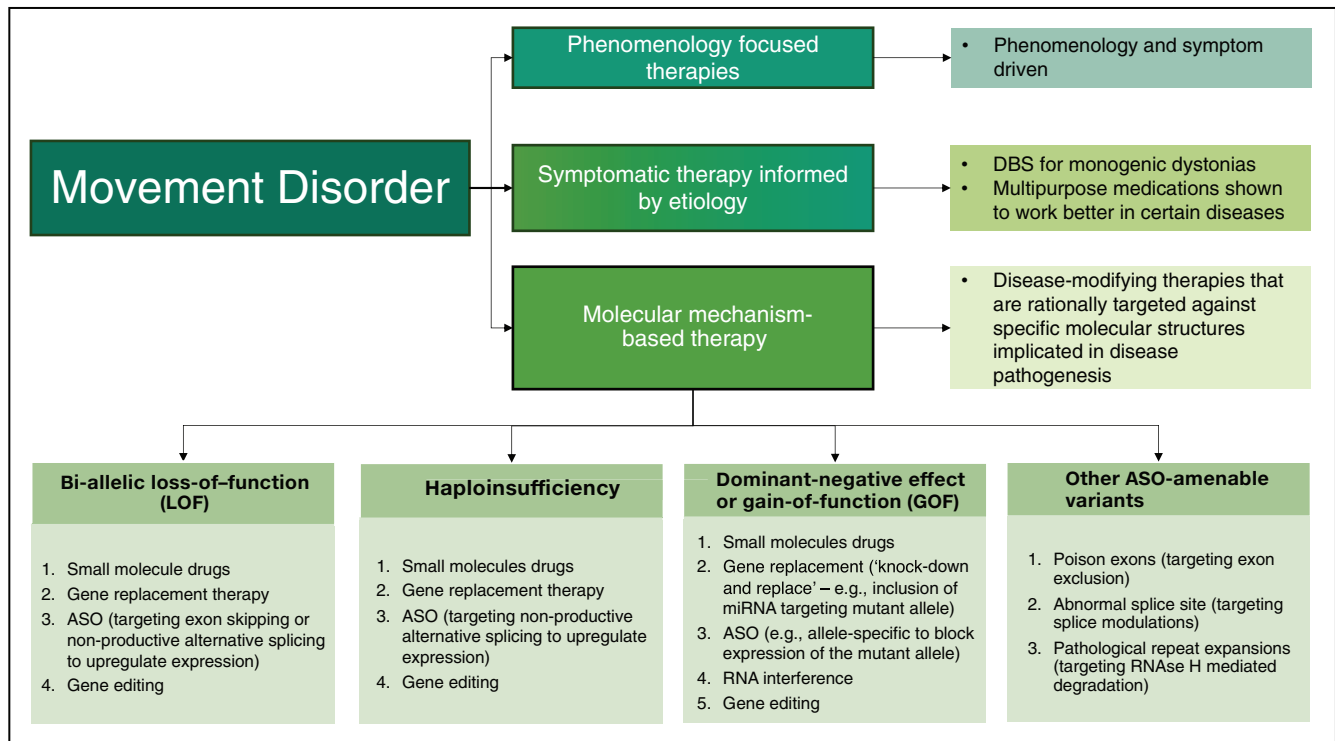 Movement Disorder
Phenomenology focused
therapies
• Phenomenology and symptom
driven
Symptomatic therapy informed
by etiology
• DBS for monogenic dystonias
• Multipurpose medications shown
to work better in certain diseases
Molecular mechanism-
based therapy
• Disease-modifying therapies that
are rationally targeted against
specific molecular structures
implicated in disease
pathogenesis
Bi-allelic loss-of–function
(LOF)
1. Small molecule drugs
2. Gene replacement therapy
3. ASO (targeting exon skipping or
non-productive alternative splicing
to upregulate expression)
4. Gene editing
Haploinsufficiency
1. Small molecules drugs
2. Gene replacement therapy
3. ASO (targeting non-productive
alternative splicing to upregulate
expression)
4. Gene editing
Dominant-negative effect
or gain-of-function (GOF)
1. Small molecules drugs
2. Gene replacement (‘knock-down
and replace’ – e.g., inclusion of
miRNA targeting mutant allele)
3. ASO (e.g., allele-specific to block
expression of the mutant allele)
4. RNA interference
5. Gene editing
Other ASO-amenable
variants
1. Poison exons (targeting exon
exclusion)
2. Abnormal splice site (targeting
splice modulations)
3. Pathological repeat expansions
(targeting RNAse H mediated
degradation)